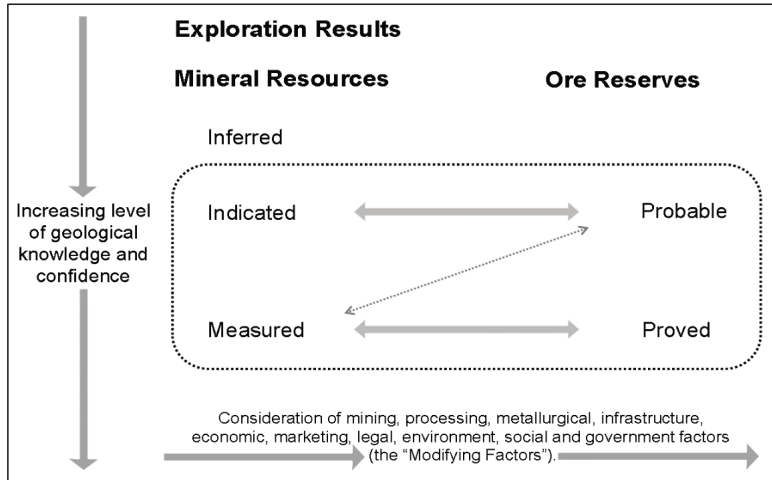 Exploration Results
Mineral Resources Ore Reserves
Inferred
Indicated Probable
Increasing level
of geological
knowledge and
confidence
Measured Proved
Consideration of mining, processing, metallurgical, infrastructure,
economic, marketing, legal, environment, social and government factors
(the “Modifying Factors”).